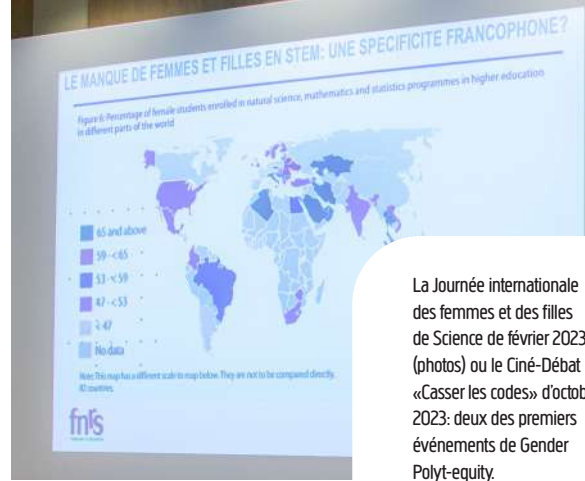 LE MANQUE DE FEMMES ET FILLES EN STEM: UNE SPECIFICITE FRANCOPHONE?
Figure 6: Percentage of female students enrolled in natural science, mathematics and statistics programmes in higher education
in different parts of the world
65 and above
59 - <65
53 - <59
47 - <53
< 47
No data
Note: This map has a different scale to map below. They are not to be compared directly.
82 countries.
fnrs
La Journée internationale
des femmes et des filles
de Science de février 2023
(photos) ou le Ciné-Débat
«Casser les codes» d'octob
2023: deux des premiers
événements de Gender
Polyt-equity.